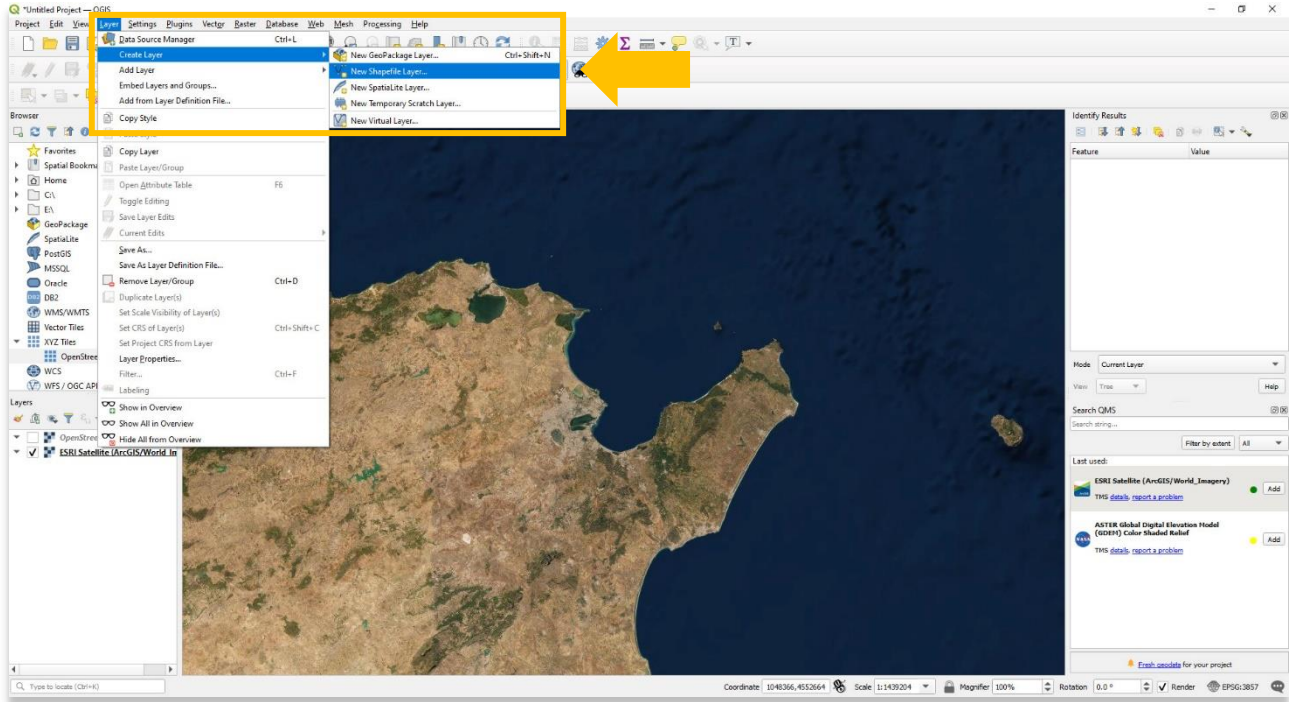 *Untitled Project — QGIS
Project Edit View Layer Settings Plugins Vector Raster Database Web Mesh Processing Help
Data Source Manager Ctrl+L
Create Layer
Add Layer
Embed Layers and Groups...
Add from Layer Definition File...
Copy Style
Paste Style
Copy Layer
Paste Layer/Group
Open Attribute Table F6
Toggle Editing
Save Layer Edits
Current Edits
Save As...
Save As Layer Definition File...
Remove Layer/Group Ctrl+D
Duplicate Layer(s)
Set Scale Visibility of Layer(s)
Set CRS of Layer(s) Ctrl+Shift+C
Set Project CRS from Layer
Layer Properties...
Filter... Ctrl+F
Labeling
Show in Overview
Show All in Overview
Hide All from Overview
New GeoPackage Layer... Ctrl+Shift+N
New Shapefile Layer...
New SpatiaLite Layer...
New Temporary Scratch Layer...
New Virtual Layer...
Browser
Favorites
Spatial Bookma
Home
C:\
E:\
GeoPackage
SpatiaLite
PostGIS
MSSQL
Oracle
DB2
DB2
WMS/WMTS
Vector Tiles
XYZ Tiles
OpenStree
WCS
WFS / OGC API
Layers
OpenStree
ESRI Satellite (ArcGIS/World_Im
Identify Results
Feature Value
Mode Current Layer
View Tree Help
Search QMS
Search string...
Filter by extent All
Last used:
ESRI Satellite (ArcGIS/World_Imagery)
TMS details, report a problem
Add
ASTER Global Digital Elevation Model
(GDEM) Color Shaded Relief
TMS details, report a problem
Add
Fresh geodata for your project
Type to locate (Ctrl+K)
Coordinate 1048366,4552664 Scale 1:1439204 Magnifier 100% Rotation 0.0 ° Render EPSG:3857